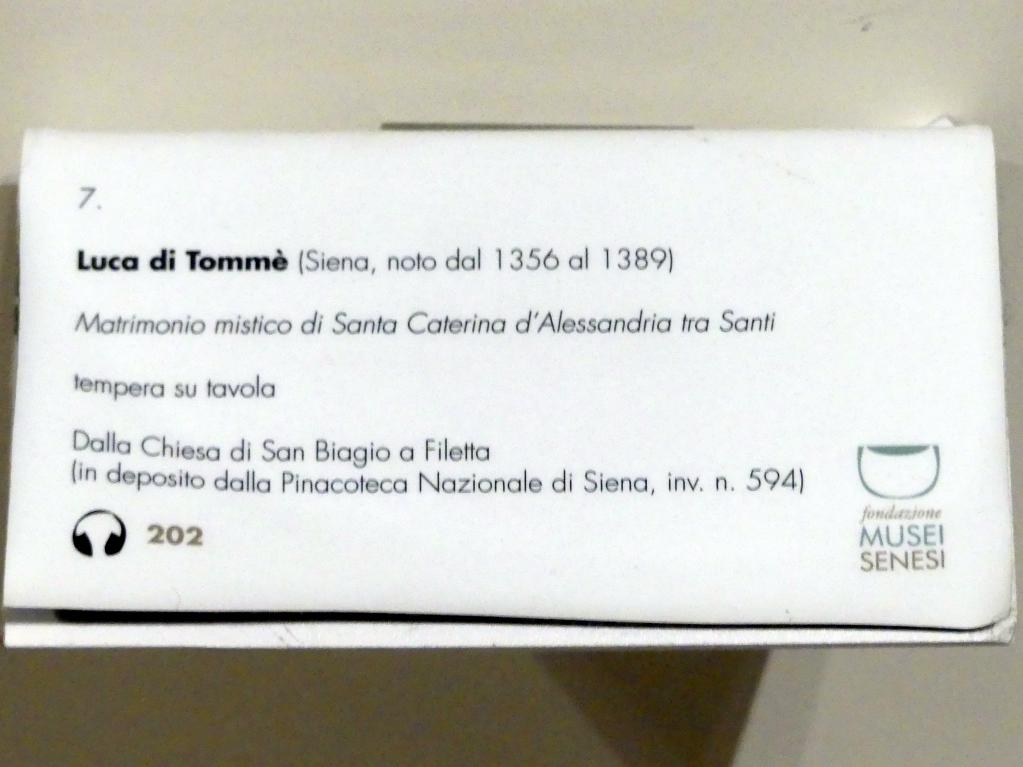 7.
Luca di Tommè (Siena, noto dal 1356 al 1389)
Matrimonio mistico di Santa Caterina d'Alessandria tra Santi
tempera su tavola
Dalla Chiesa di San Biagio a Filetta
(in deposito dalla Pinacoteca Nazionale di Siena, inv. n. 594)
202
fondazione
MUSEI
SENESI